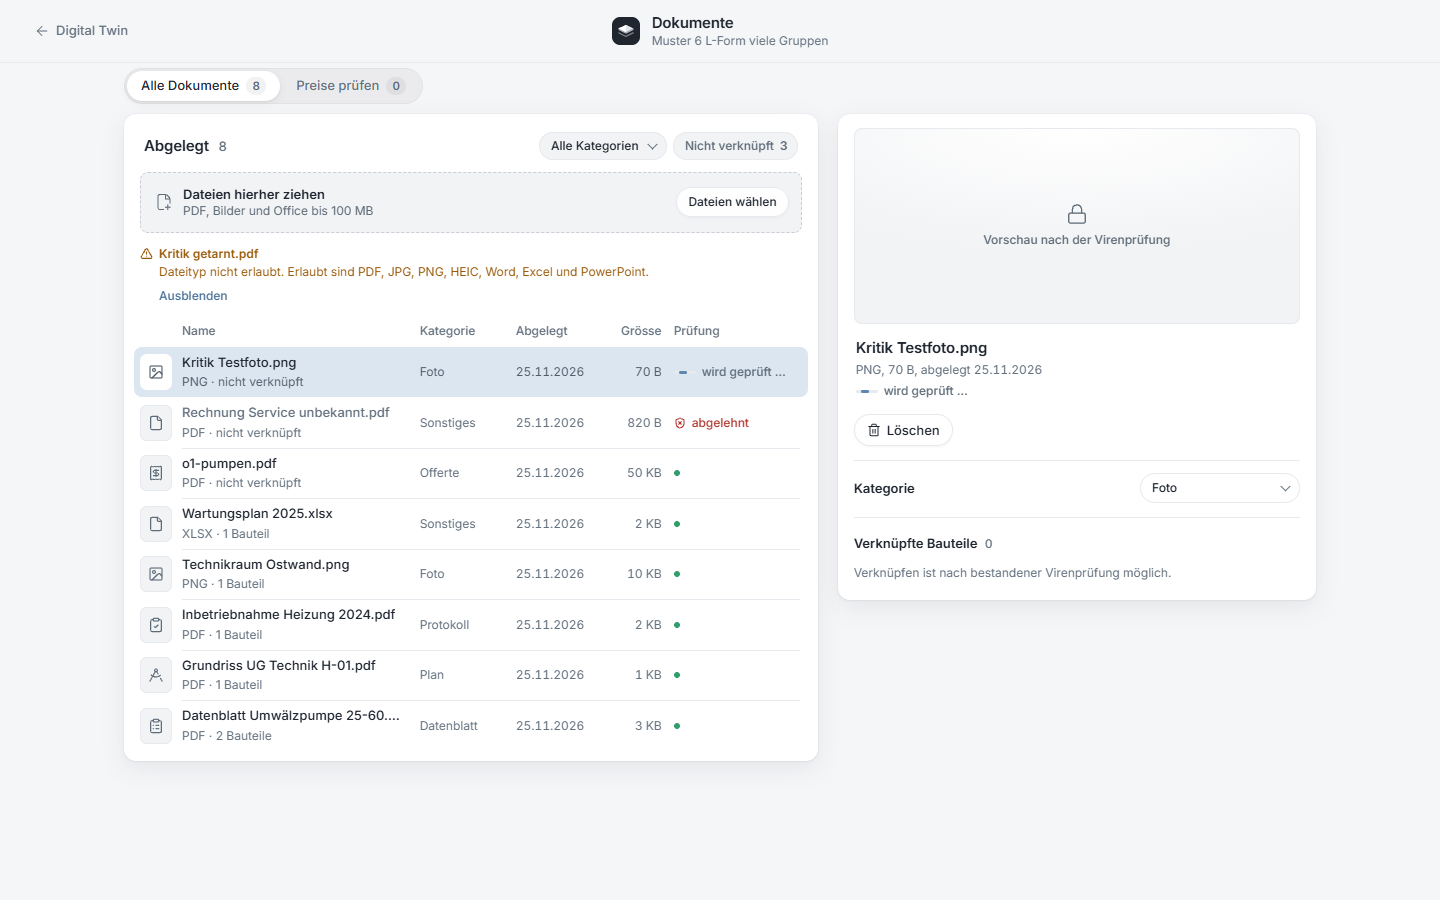 Digital Twin
Dokumente
Muster 6 L-Form viele Gruppen
Alle Dokumente 8 Preise prüfen 0
Abgelegt 8 Alle Kategorien Nicht verknüpft 3
Dateien hierher ziehen
PDF, Bilder und Office bis 100 MB
Dateien wählen
Kritik getarnt.pdf
Dateityp nicht erlaubt. Erlaubt sind PDF, JPG, PNG, HEIC, Word, Excel und PowerPoint.
Ausblenden
Name Kategorie Abgelegt Grösse Prüfung
Kritik Testfoto.png
PNG · nicht verknüpft
Foto 25.11.2026 70 B wird geprüft ...
Rechnung Service unbekannt.pdf
PDF · nicht verknüpft
Sonstiges 25.11.2026 820 B abgelehnt
o1-pumpen.pdf
PDF · nicht verknüpft
Offerte 25.11.2026 50 KB
Wartungsplan 2025.xlsx
XLSX · 1 Bauteil
Sonstiges 25.11.2026 2 KB
Technikraum Ostwand.png
PNG · 1 Bauteil
Foto 25.11.2026 10 KB
Inbetriebnahme Heizung 2024.pdf
PDF · 1 Bauteil
Protokoll 25.11.2026 2 KB
Grundriss UG Technik H-01.pdf
PDF · 1 Bauteil
Plan 25.11.2026 1 KB
Datenblatt Umwälzpumpe 25-60....
PDF · 2 Bauteile
Datenblatt 25.11.2026 3 KB
Vorschau nach der Virenprüfung
Kritik Testfoto.png
PNG, 70 B, abgelegt 25.11.2026
wird geprüft ...
Löschen
Kategorie Foto
Verknüpfte Bauteile 0
Verknüpfen ist nach bestandener Virenprüfung möglich.